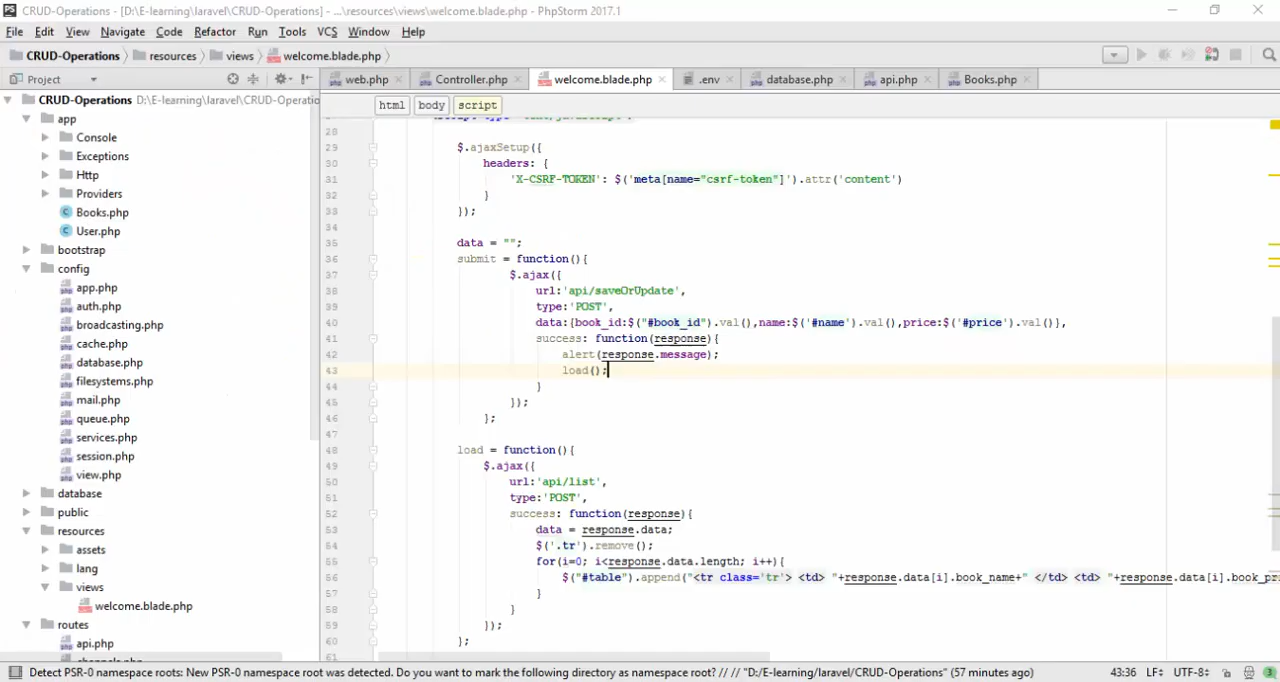 CRUD-Operations - [D:\E-learning\laravel\CRUD-Operations] - ...\resources\views\welcome.blade.php - PhpStorm 2017.1
File Edit View Navigate Code Refactor Run Tools VCS Window Help
CRUD-Operations resources views welcome.blade.php
Project web.php Controller.php welcome.blade.php .env database.php api.php Books.php
CRUD-Operations D:\E-learning\laravel\CRUD-Operatio
app
Console
Exceptions
Http
Providers
Books.php
User.php
bootstrap
config
app.php
auth.php
broadcasting.php
cache.php
database.php
filesystems.php
mail.php
queue.php
services.php
session.php
view.php
database
public
resources
assets
lang
views
welcome.blade.php
routes
api.php
channels.php
html body script
28
29 $.ajaxSetup({
30 headers: {
31 'X-CSRF-TOKEN': $('meta[name="csrf-token"]').attr('content')
32 }
33 });
34
35 data = "";
36 submit = function(){
37 $.ajax({
38 url:'api/saveOrUpdate',
39 type:'POST',
40 data:{book_id:$("#book_id").val(),name:$('#name').val(),price:$('#price').val()},
41 success: function(response){
42 alert(response.message);
43 load();
44 }
45 });
46 };
47
48 load = function(){
49 $.ajax({
50 url:'api/list',
51 type:'POST',
52 success: function(response){
53 data = response.data;
54 $('.tr').remove();
55 for(i=0; i<response.data.length; i++){
56 $("#table").append("<tr class='tr'> <td> "+response.data[i].book_name+" </td> <td> "+response.data[i].book_pr
57 }
58 }
59 });
60 };
61
Detect PSR-0 namespace roots: New PSR-0 namespace root was detected. Do you want to mark the following directory as namespace root? // // "D:/E-learning/laravel/CRUD-Operations" (57 minutes ago) 43:36 LF÷ UTF-8÷ 3